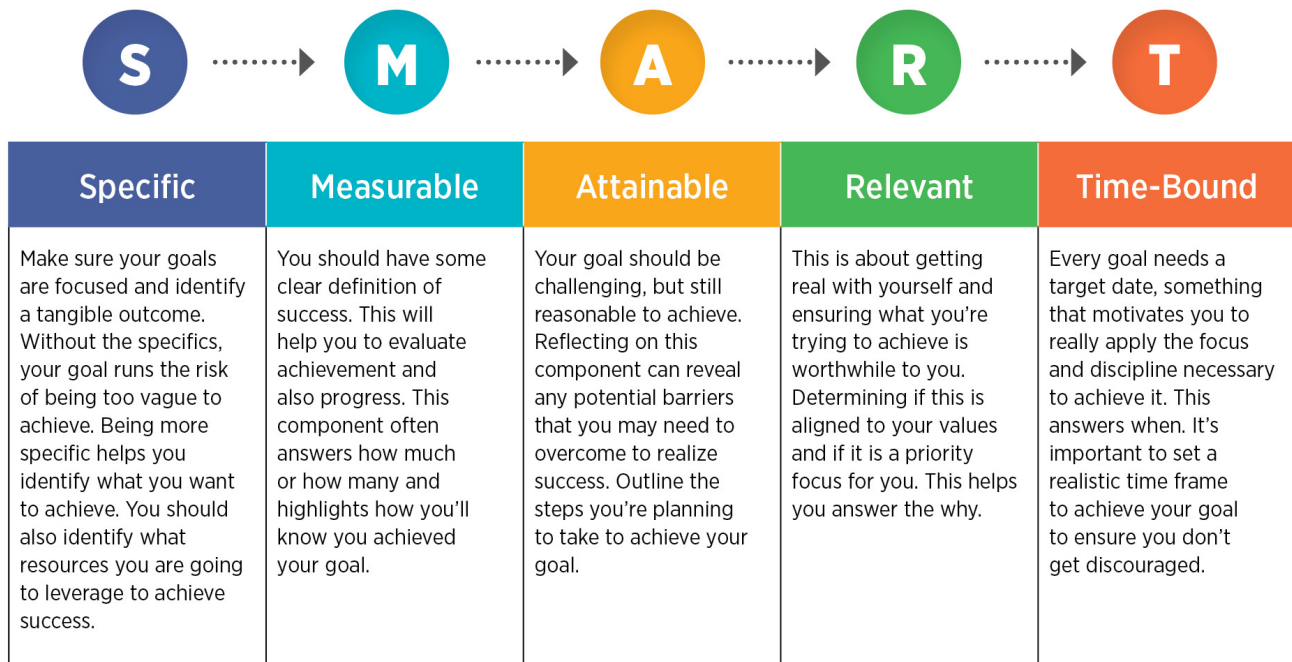 S
M
A
R
T
Specific
Measurable
Attainable
Relevant
Time-Bound
Make sure your goals
are focused and identify
a tangible outcome.
Without the specifics,
your goal runs the risk
of being too vague to
achieve. Being more
specific helps you
identify what you want
to achieve. You should
also identify what
resources you are going
to leverage to achieve
success.
You should have some
clear definition of
success. This will
help you to evaluate
achievement and
also progress. This
component often
answers how much
or how many and
highlights how you’ll
know you achieved
your goal.
Your goal should be
challenging, but still
reasonable to achieve.
Reflecting on this
component can reveal
any potential barriers
that you may need to
overcome to realize
success. Outline the
steps you’re planning
to take to achieve your
goal.
This is about getting
real with yourself and
ensuring what you’re
trying to achieve is
worthwhile to you.
Determining if this is
aligned to your values
and if it is a priority
focus for you. This helps
you answer the why.
Every goal needs a
target date, something
that motivates you to
really apply the focus
and discipline necessary
to achieve it. This
answers when. It’s
important to set a
realistic time frame
to achieve your goal
to ensure you don’t
get discouraged.